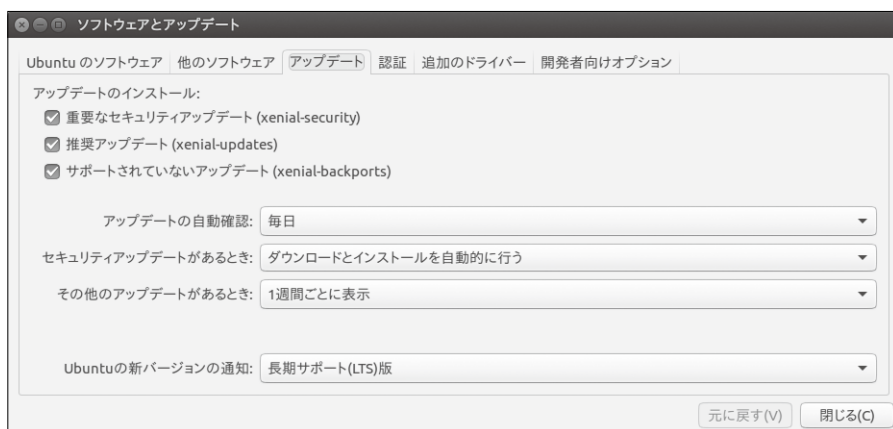 ソフトウェアとアップデート
Ubuntu のソフトウェア 他のソフトウェア アップデート 認証 追加のドライバー 開発者向けオプション
アップデートのインストール:
重要なセキュリティアップデート (xenial-security)
推奨アップデート (xenial-updates)
サポートされていないアップデート (xenial-backports)
アップデートの自動確認: 毎日
セキュリティアップデートがあるとき: ダウンロードとインストールを自動的に行う
その他のアップデートがあるとき: 1週間ごとに表示
Ubuntuの新バージョンの通知: 長期サポート(LTS)版
元に戻す(V) 閉じる(C)